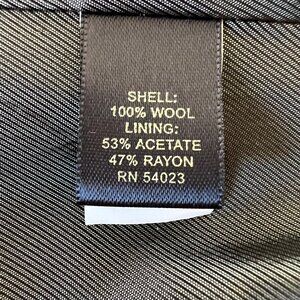 SHELL:
100% WOOL
LINING:
53% ACETATE
47% RAYON
RN 54023